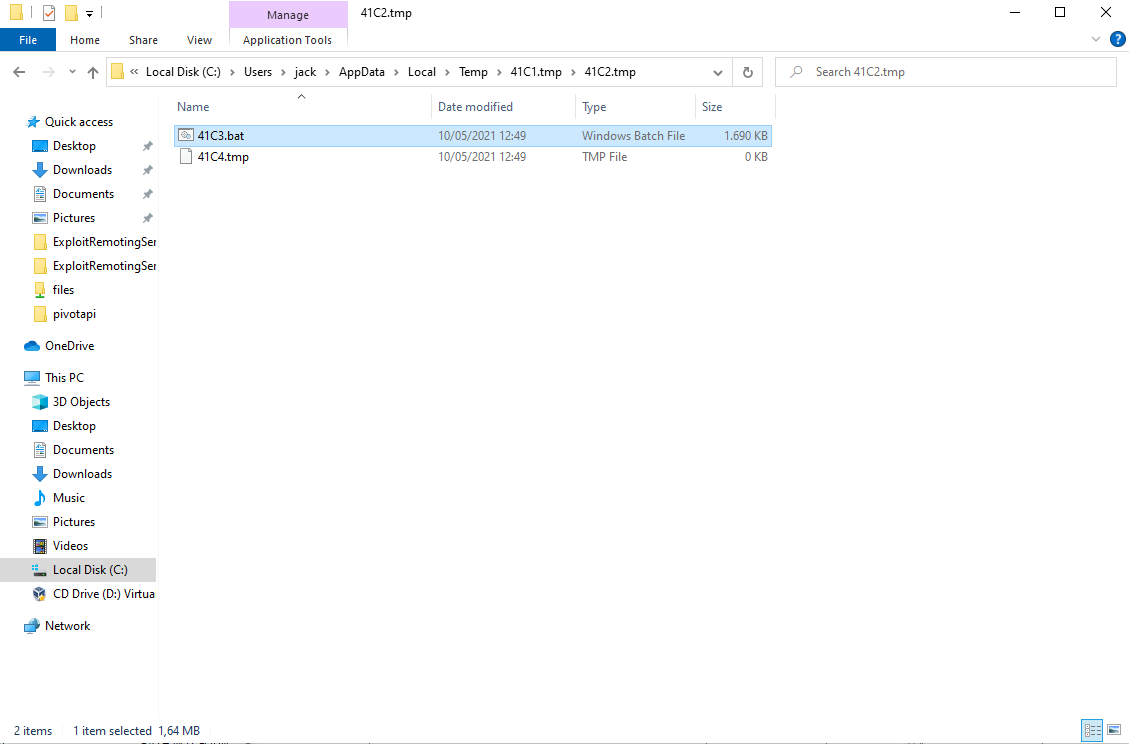 Manage
41C2.tmp
File
Home
Share
View
Application Tools
?
« Local Disk (C:) › Users › jack › AppData › Local › Temp › 41C1.tmp › 41C2.tmp
Search 41C2.tmp
Name
Date modified
Type
Size
41C3.bat
10/05/2021 12:49
Windows Batch File
1.690 KB
41C4.tmp
10/05/2021 12:49
TMP File
0 KB
Quick access
Desktop
Downloads
Documents
Pictures
ExploitRemotingSer
ExploitRemotingSer
files
pivotapi
OneDrive
This PC
3D Objects
Desktop
Documents
Downloads
Music
Pictures
Videos
Local Disk (C:)
CD Drive (D:) Virtua
Network
2 items
1 item selected 1,64 MB